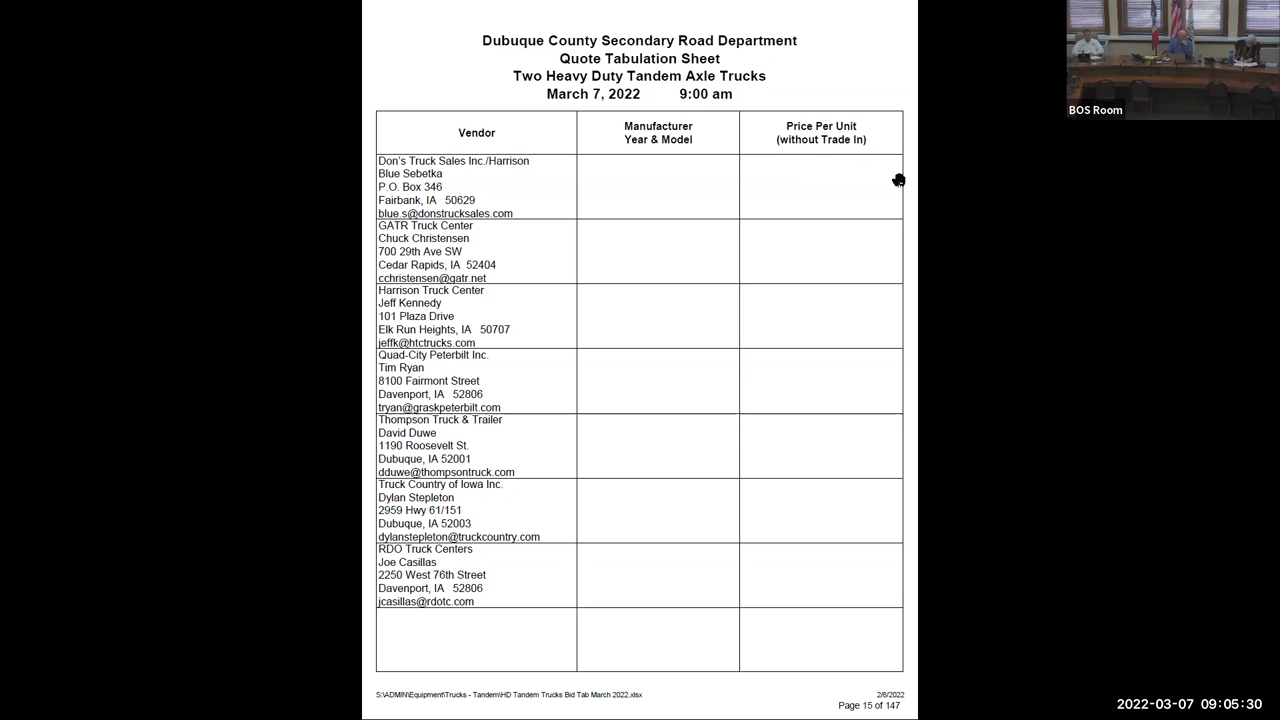 Dubuque County Secondary Road Department
Quote Tabulation Sheet
Two Heavy Duty Tandem Axle Trucks
March 7, 2022 9:00 am
Vendor
Manufacturer
Year & Model
Price Per Unit
(without Trade In)
Don's Truck Sales Inc./Harrison
Blue Sebetka
P.O. Box 346
Fairbank, IA 50629
blue.s@donstrucksales.com
GATR Truck Center
Chuck Christensen
700 29th Ave SW
Cedar Rapids, IA 52404
cchristensen@gatr.net
Harrison Truck Center
Jeff Kennedy
101 Plaza Drive
Elk Run Heights, IA 50707
jeffk@htctrucks.com
Quad-City Peterbilt Inc.
Tim Ryan
8100 Fairmont Street
Davenport, IA 52806
tryan@graskpeterbilt.com
Thompson Truck & Trailer
David Duwe
1190 Roosevelt St.
Dubuque, IA 52001
dduwe@thompsontruck.com
Truck Country of Iowa Inc.
Dylan Stepleton
2959 Hwy 61/151
Dubuque, IA 52003
dylanstepleton@truckcountry.com
RDO Truck Centers
Joe Casillas
2250 West 76th Street
Davenport, IA 52806
jcasillas@rdotc.com
S:\ADMIN\Equipment\Trucks - Tandem\HD Tandem Trucks Bid Tab March 2022.xlsx
2/8/2022
Page 15 of 147
BOS Room
2022-03-07 09:05:30